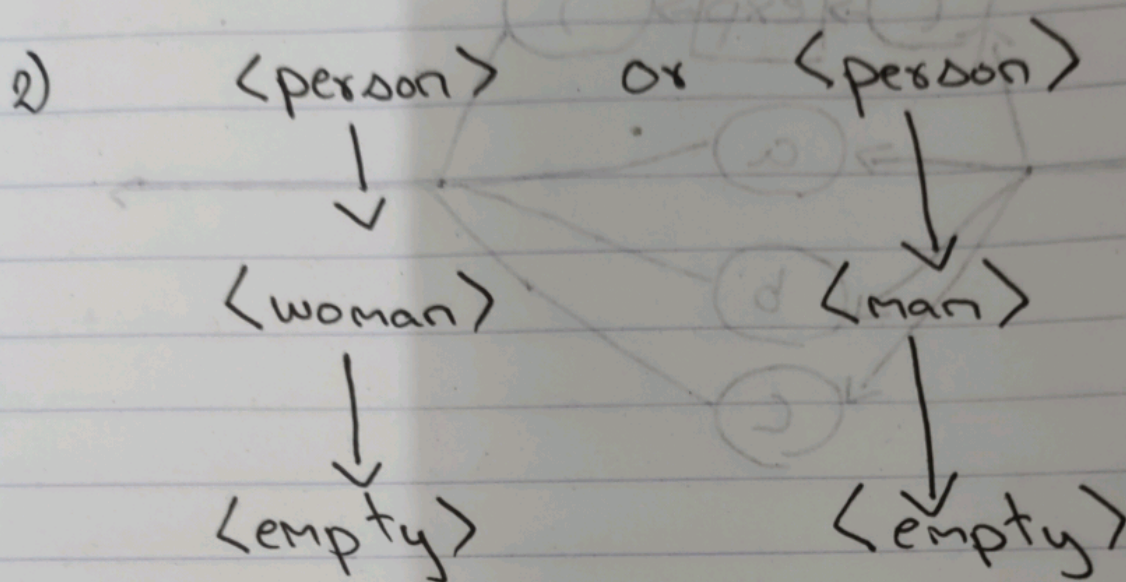 2) <person> or <person>
<woman> <man>
<empty> <empty>